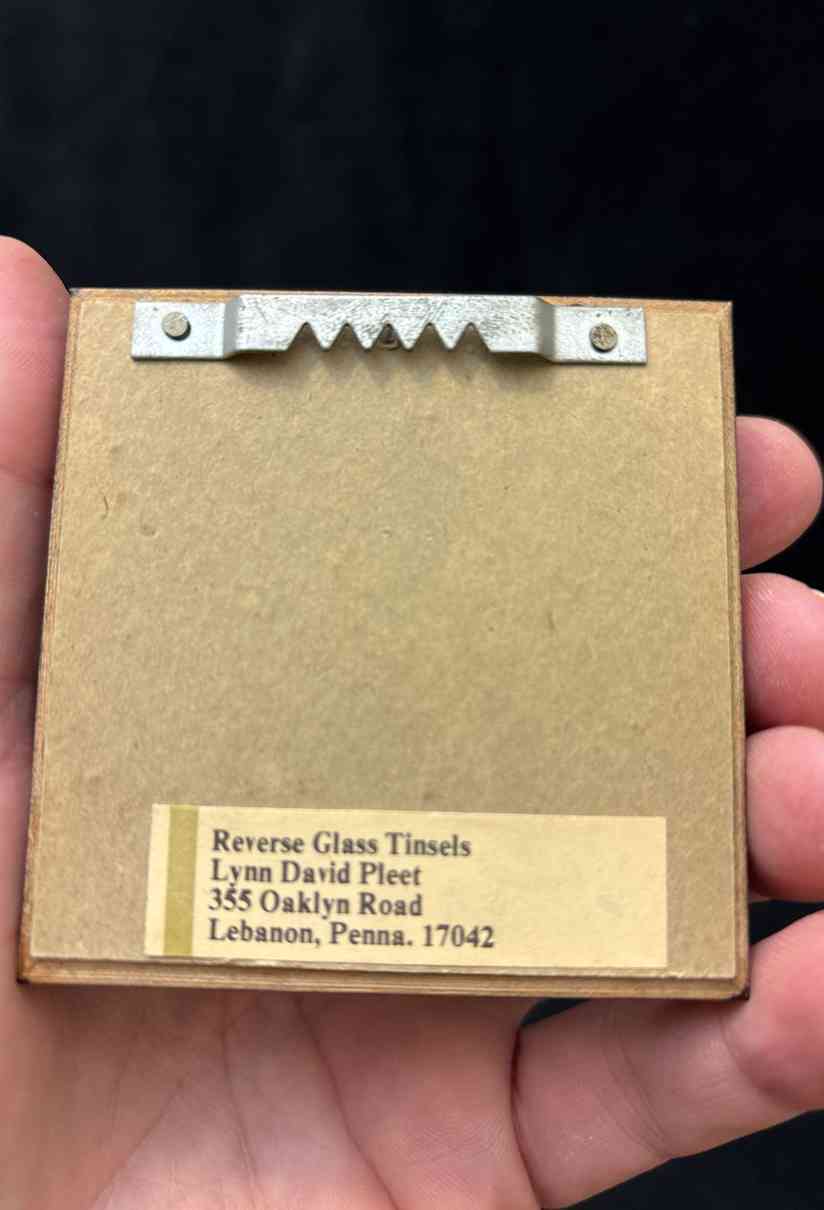 Reverse Glass Tinsels
Lynn David Pleet
355 Oaklyn Road
Lebanon, Penna. 17042